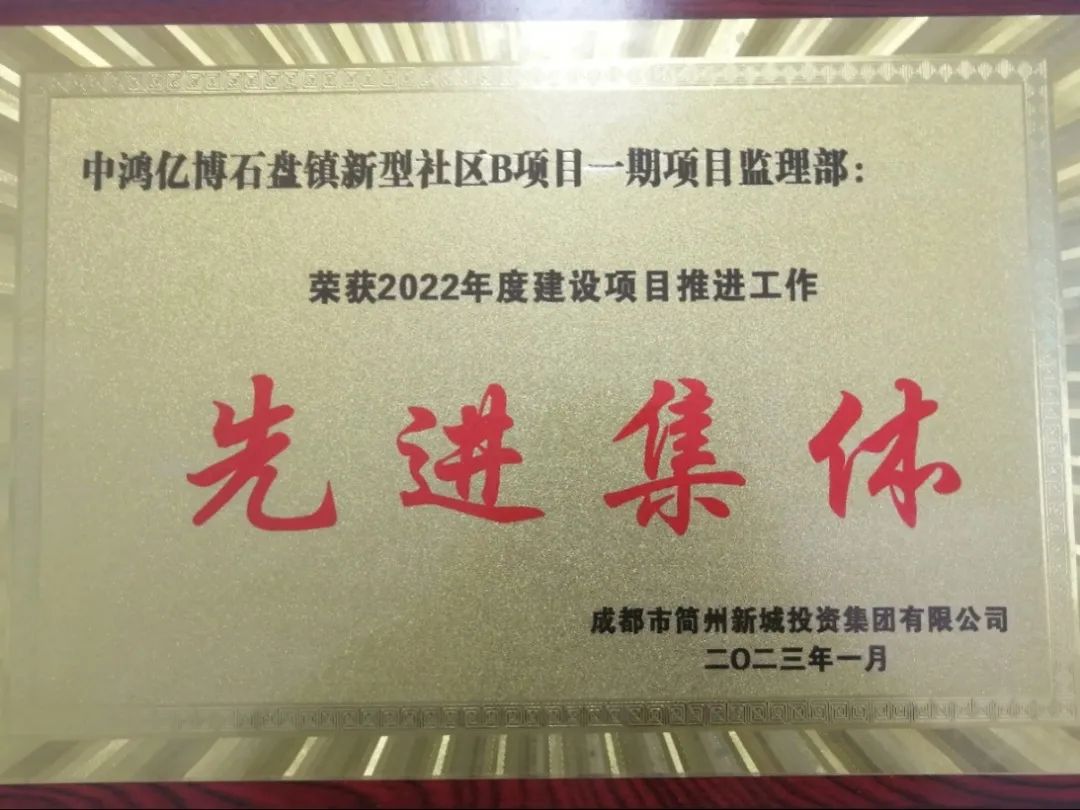 中鸿亿博石盘镇新型社区B项目一期项目监理部：
荣获2022年度建设项目推进工作
先进集体
成都市简州新城投资集团有限公司
二〇二三年一月